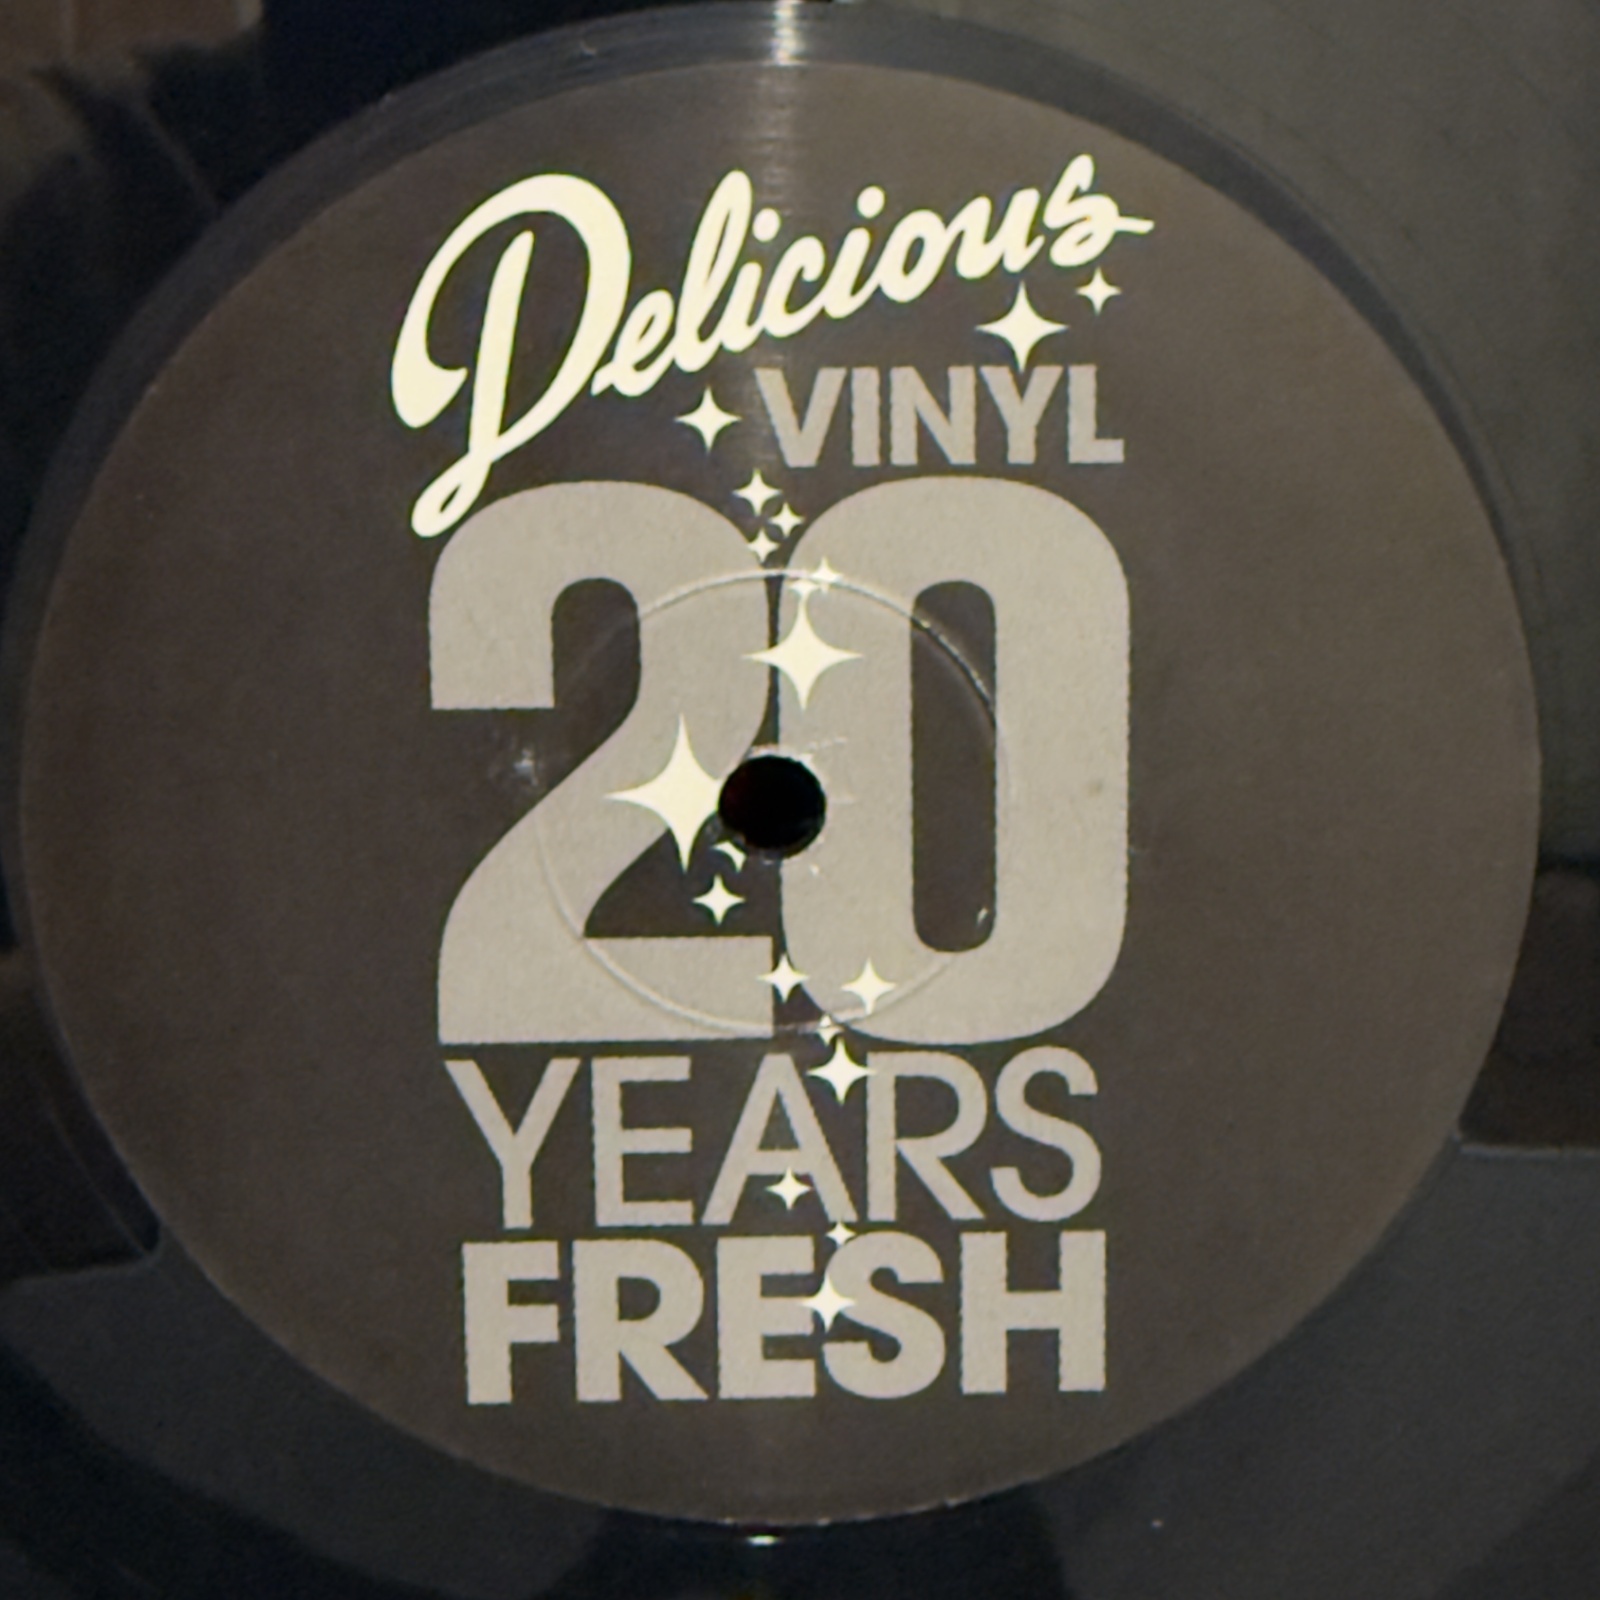 Delicious
VINYL
20
YEARS
FRESH